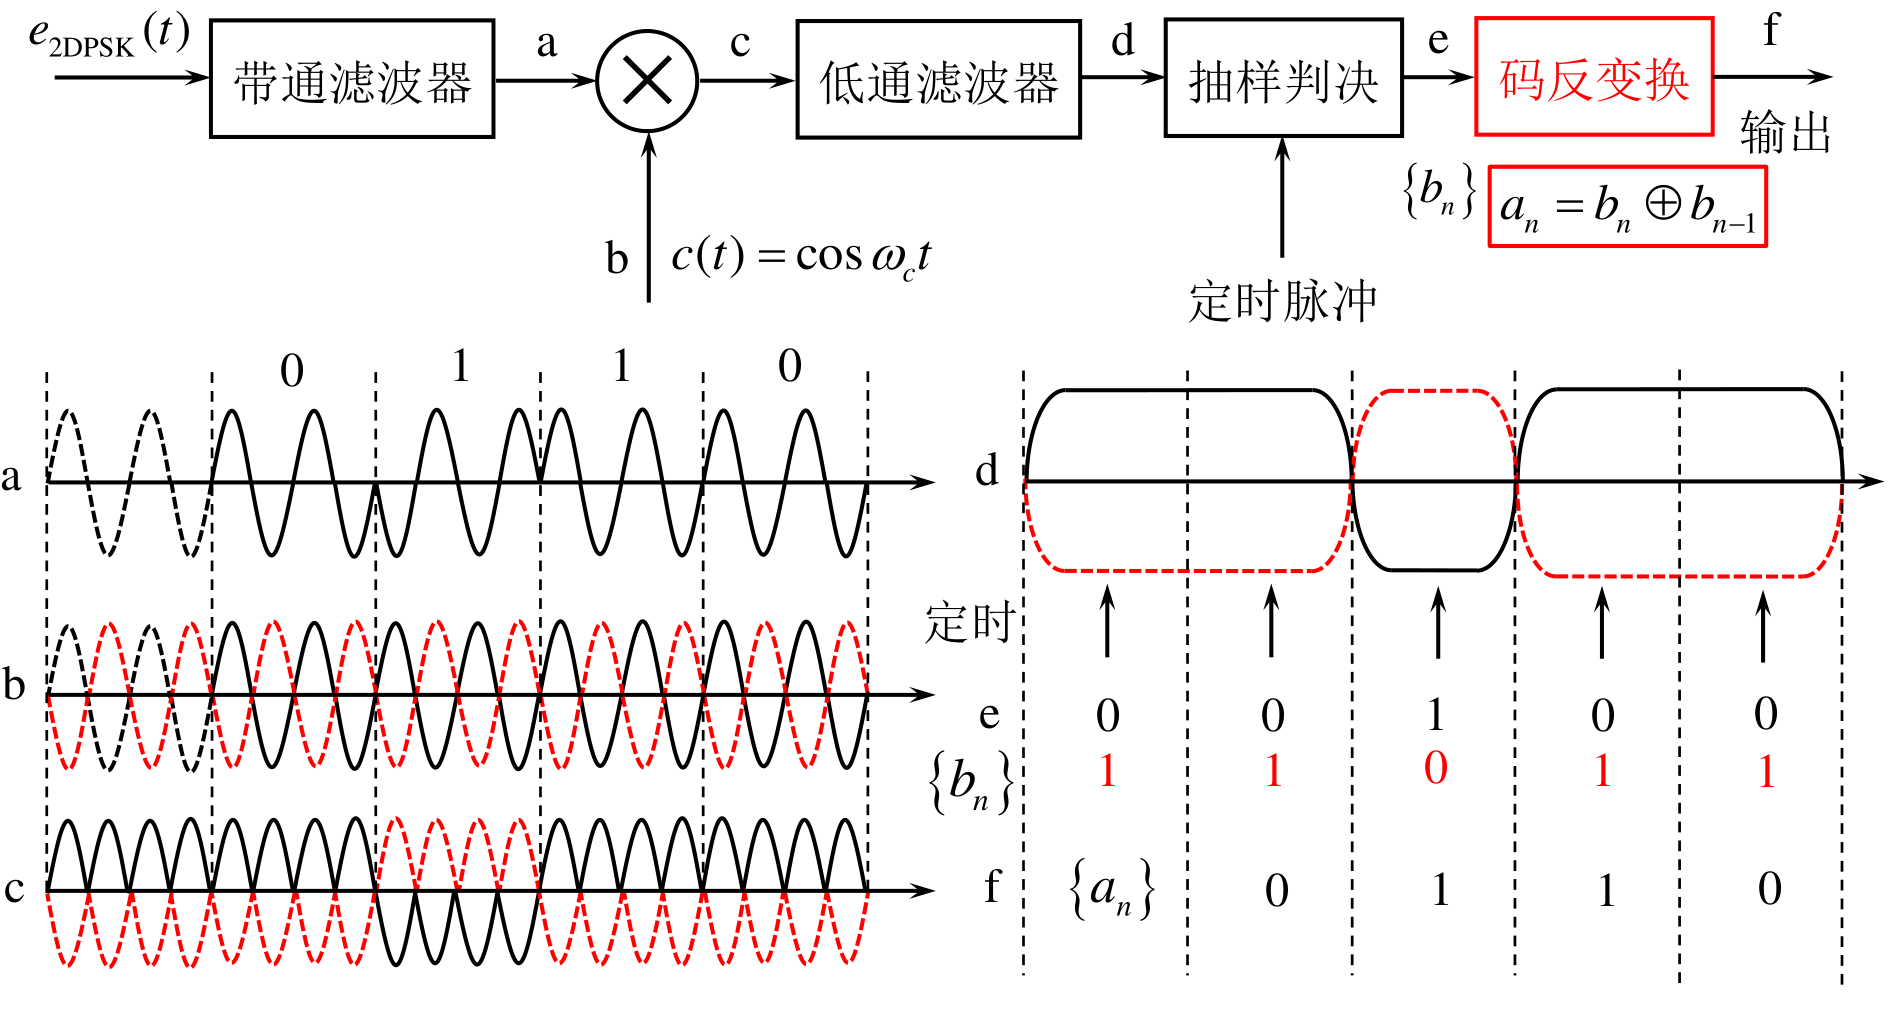 e2DPSK(t) 带通滤波器 a c 低通滤波器 d 抽样判决 e 码反变换 f
输出
{bn} an = bn ⊕ bn−1
b c(t) = cos ωc t
定时脉冲
0 1 1 0
a
d
定时
b
e 0 0 1 0 0
{bn} 1 1 0 1 1
c
f {an} 0 1 1 0